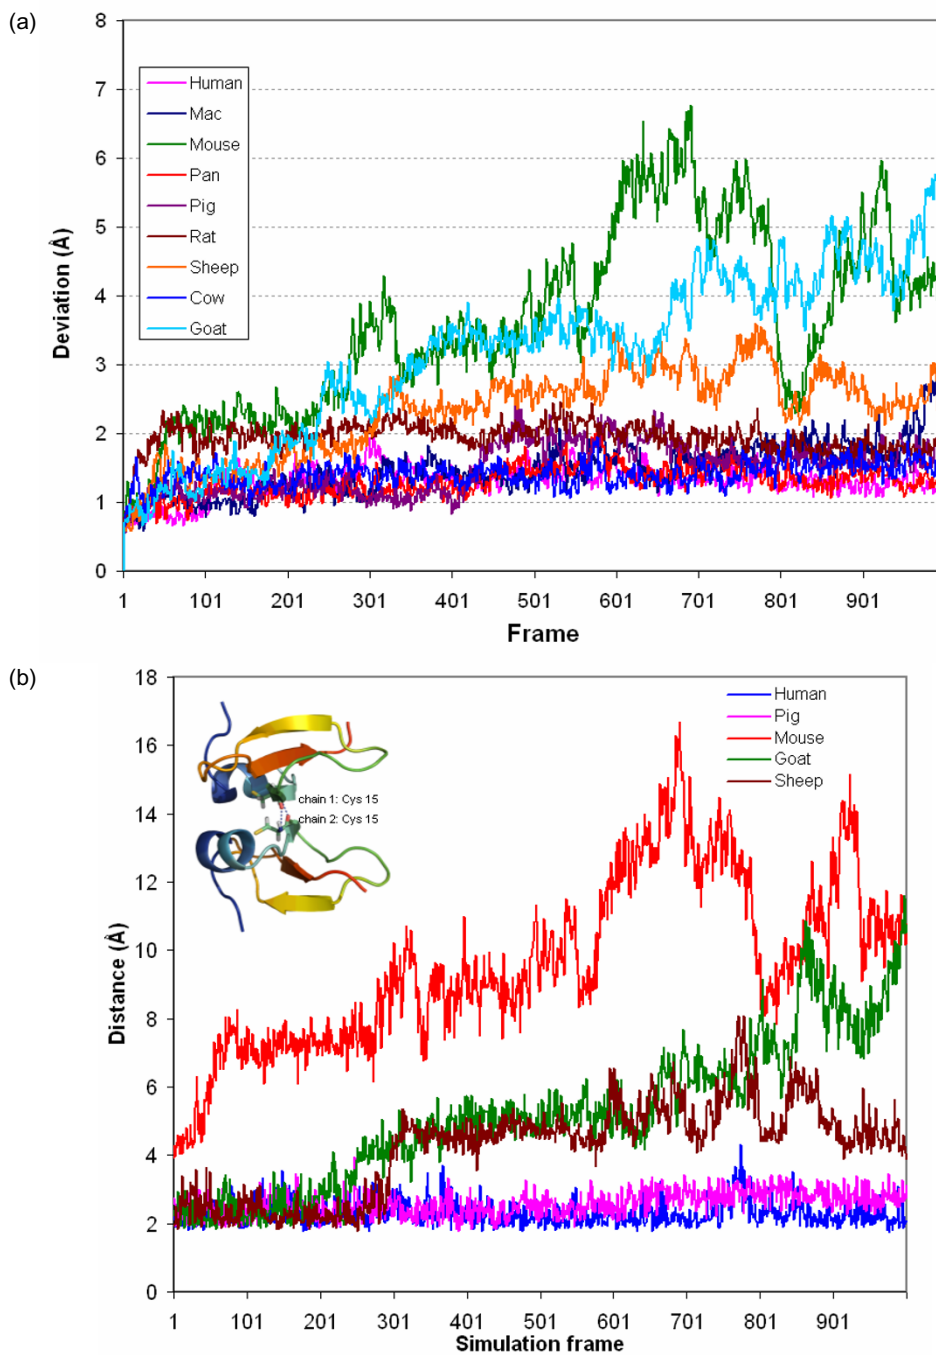 (a)
8
7
6
5
4
3
2
1
0
Deviation (Å)
Human
Mac
Mouse
Pan
Pig
Rat
Sheep
Cow
Goat
1 101 201 301 401 501 601 701 801 901
Frame
(b)
18
16
14
12
10
8
6
4
2
0
Distance (Å)
Human
Pig
Mouse
Goat
Sheep
chain 1: Cys 15
chain 2: Cys 15
1 101 201 301 401 501 601 701 801 901
Simulation frame